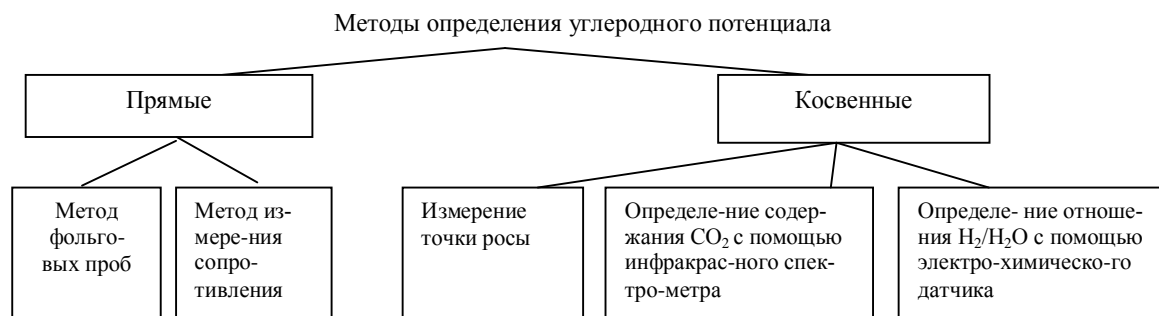 Методы определения углеродного потенциала
Прямые
Косвенные
Метод
фольго-
вых проб
Метод из-
мере-ния
сопро-
тивления
Измерение
точки росы
Определе-ние содер-
жания CO₂ с помощью
инфракрас-ного спек-
тро-метра
Определе- ние отноше-
ния H₂/H₂O с помощью
электро-химическо-го
датчика